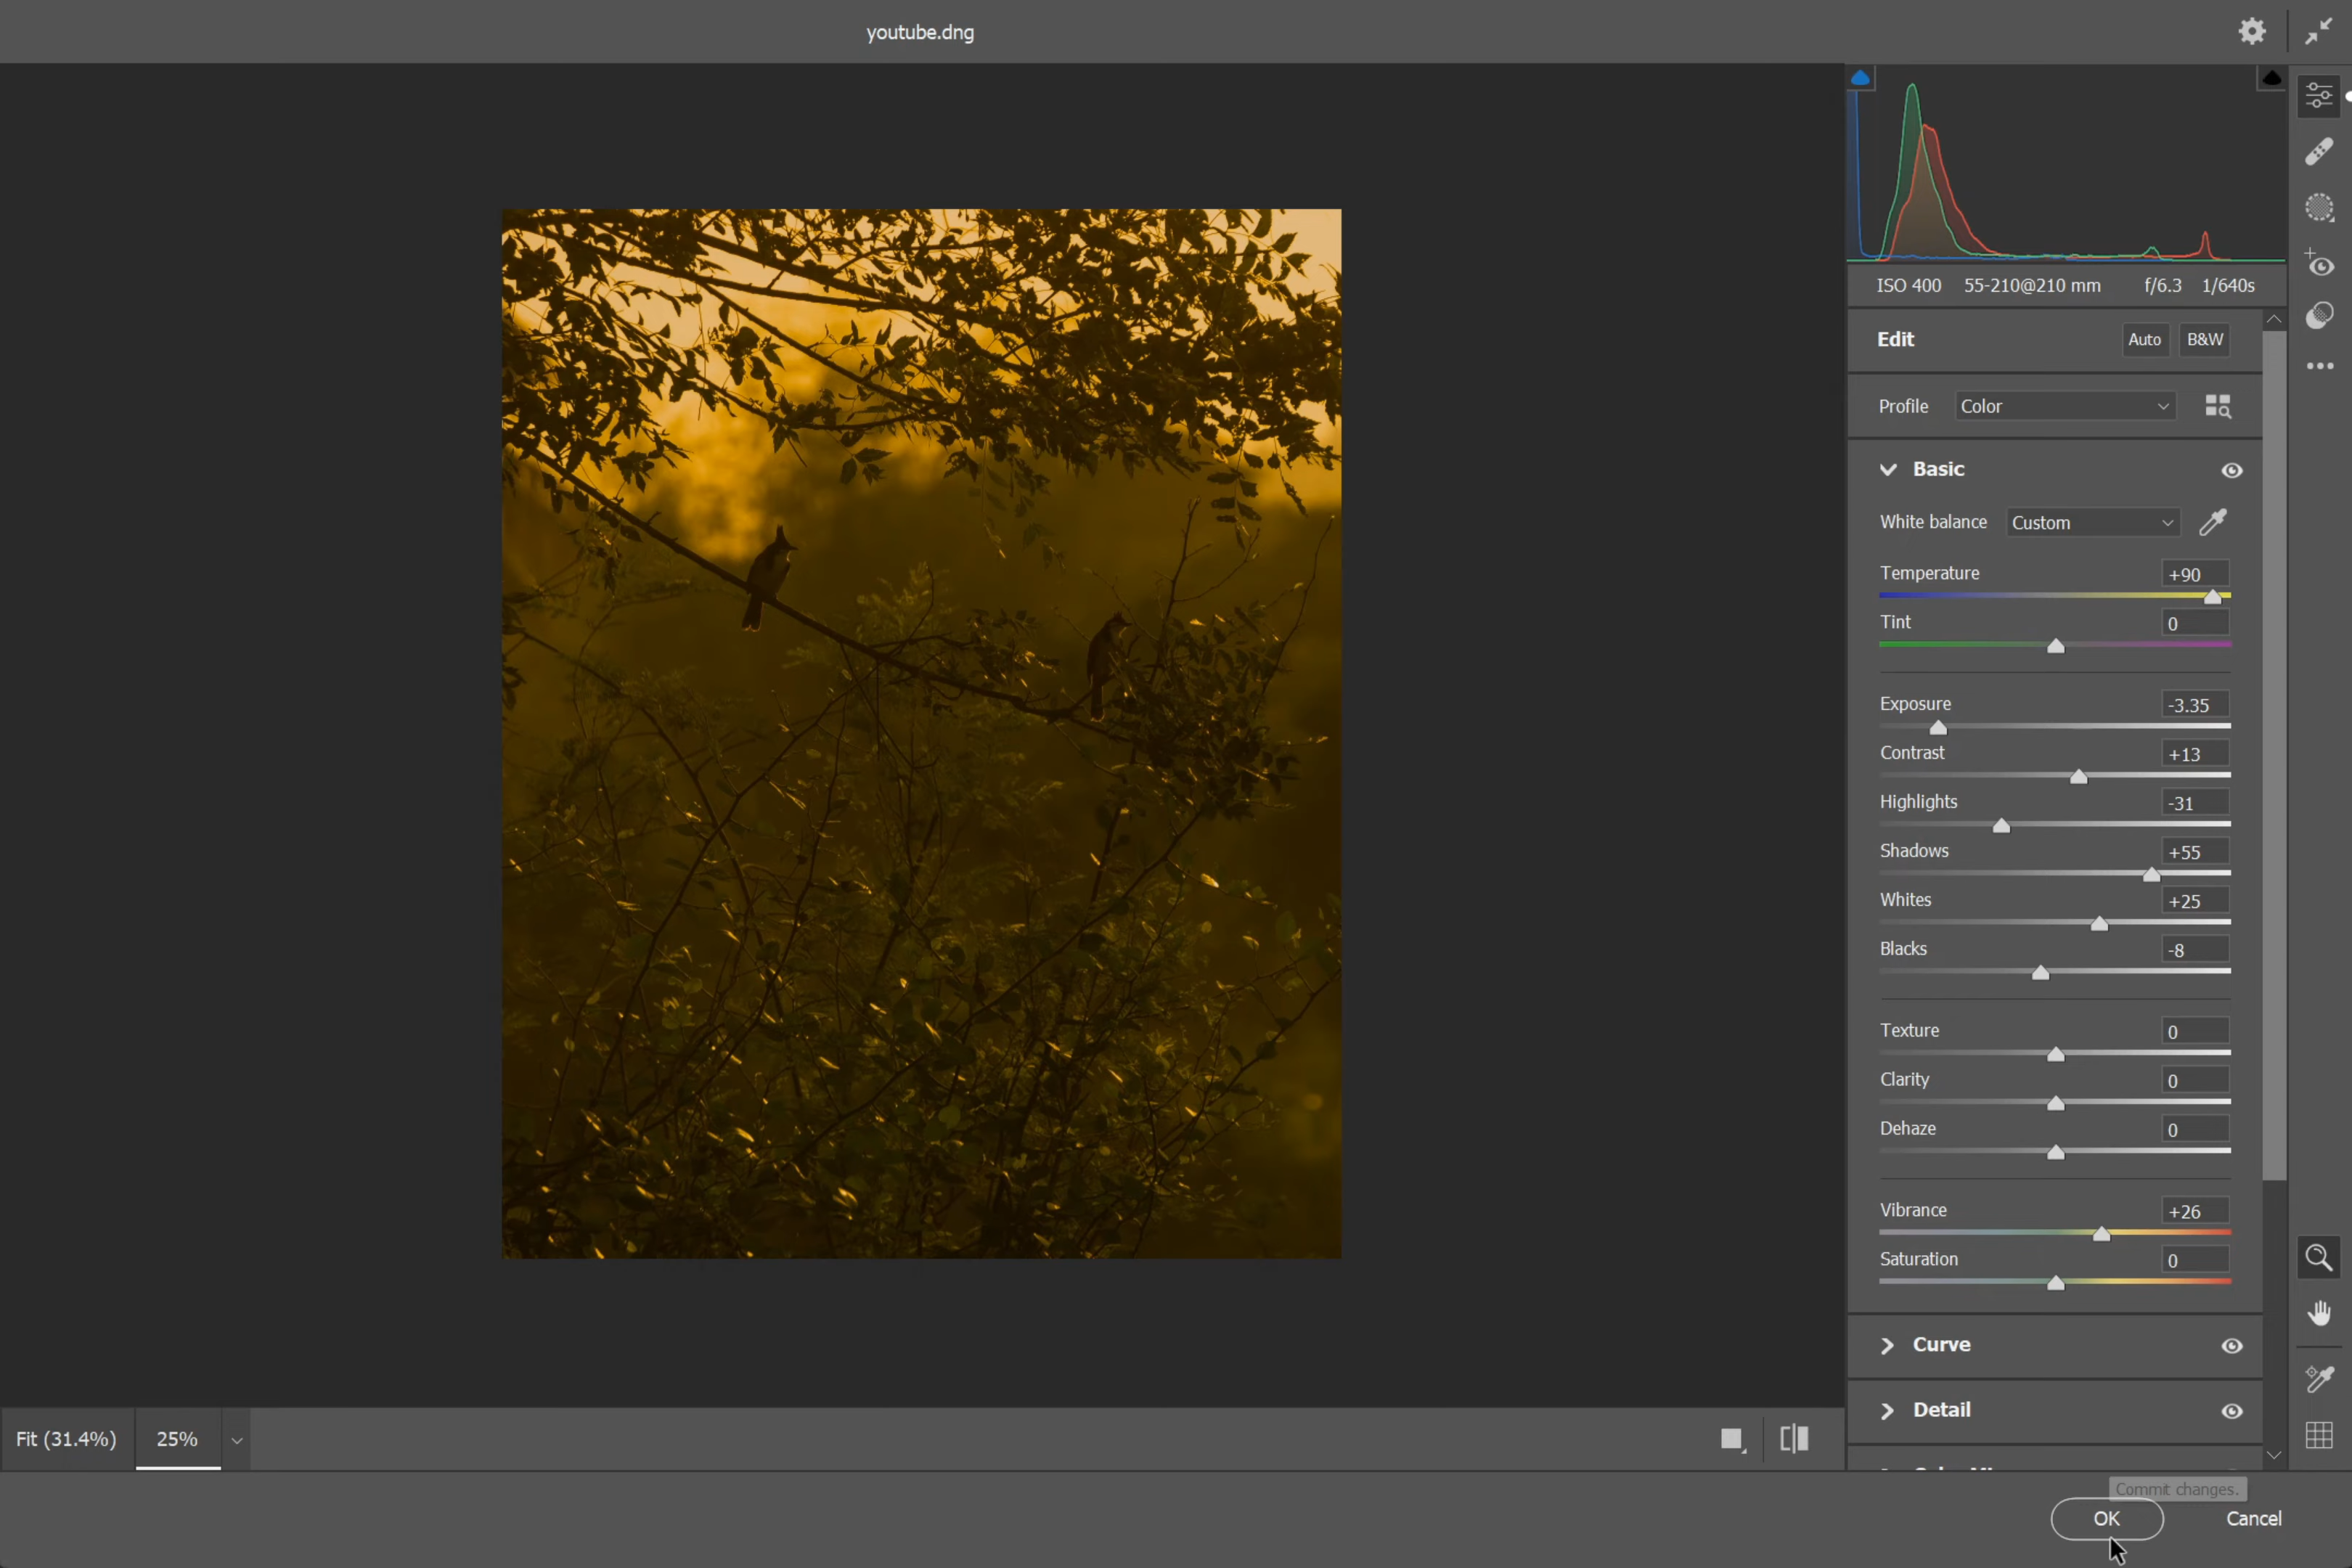 youtube.dng
ISO 400 55-210@210 mm f/6.3 1/640s
Edit Auto B&W
Profile Color
Basic
White balance Custom
Temperature +90
Tint 0
Exposure -3.35
Contrast +13
Highlights -31
Shadows +55
Whites +25
Blacks -8
Texture 0
Clarity 0
Dehaze 0
Vibrance +26
Saturation 0
Curve
Detail
Fit (31.4%) 25%
Commit changes.
OK Cancel